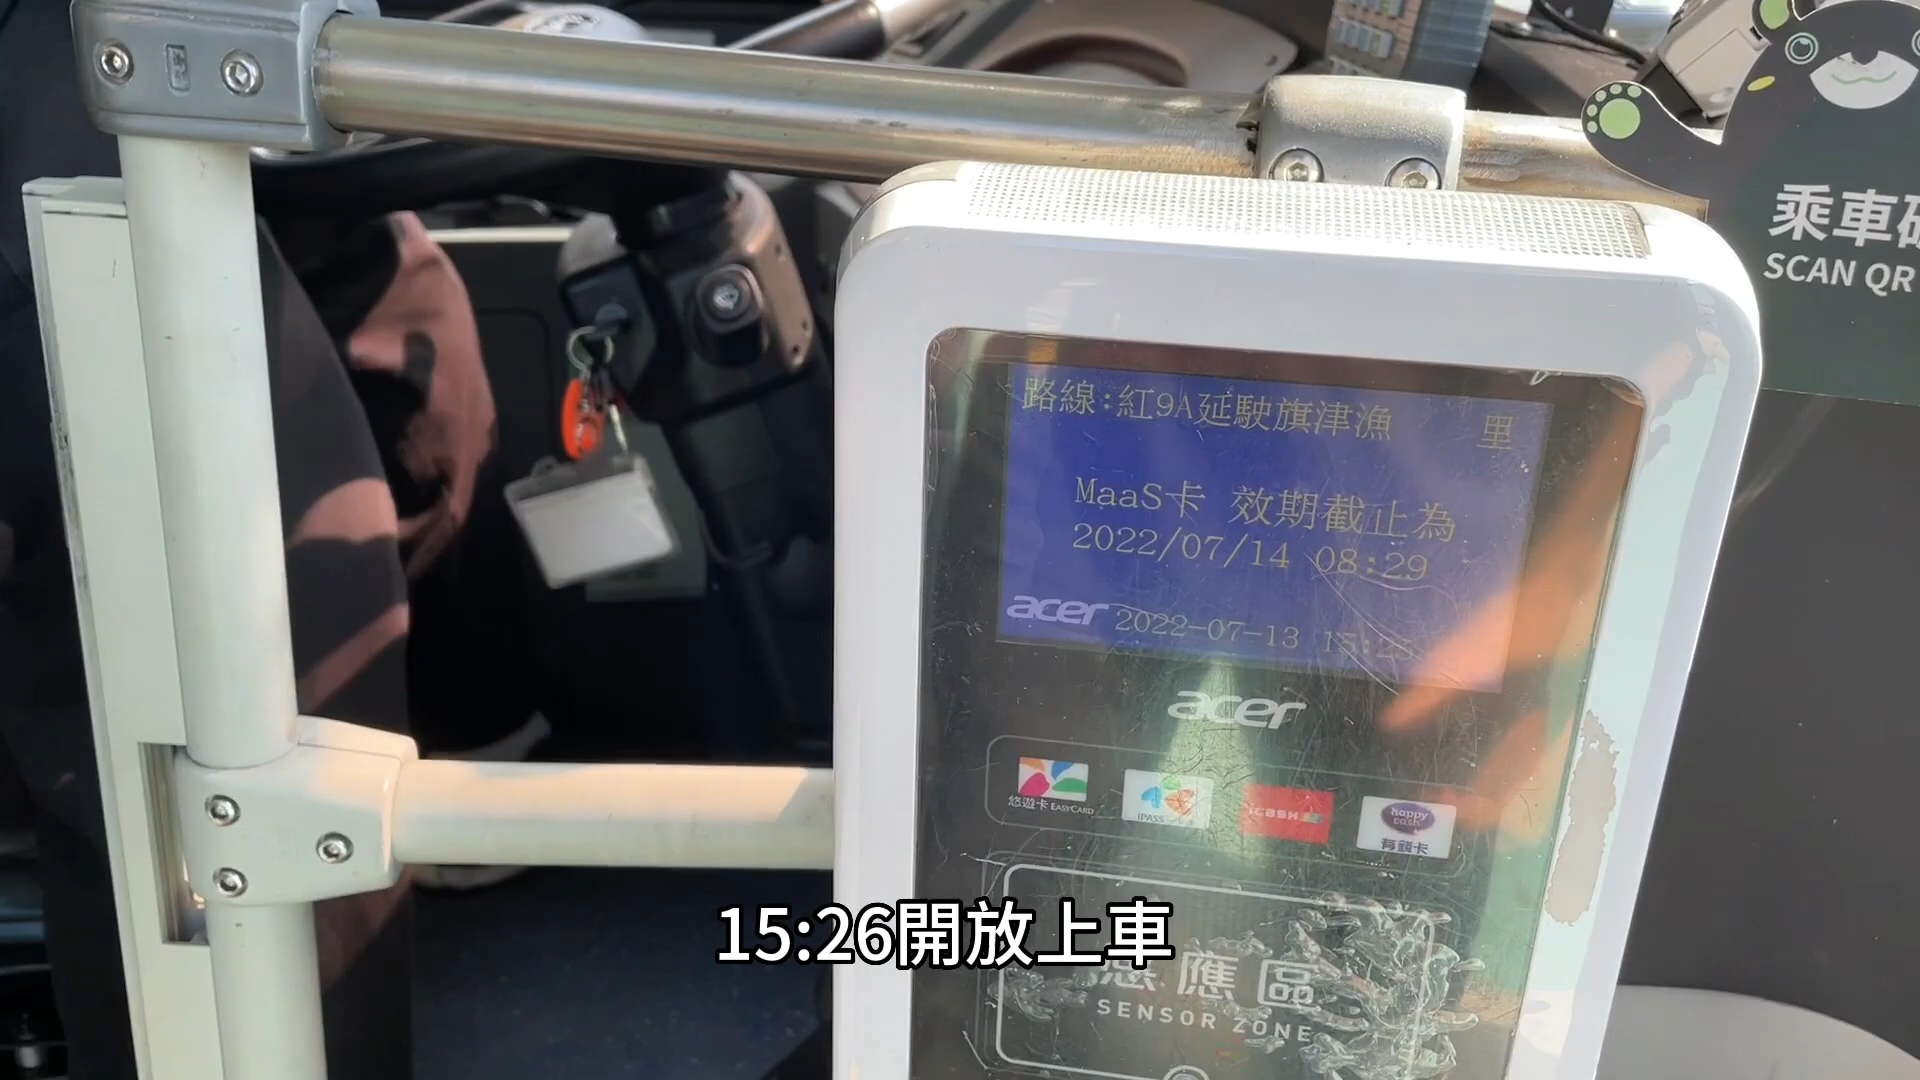 乘車
SCAN QR
路線:紅9A延駛旗津漁 里
MaaS卡 效期截止為
2022/07/14 08:29
acer 2022-07-13 15:25
acer
悠遊卡 EASYCARD
iPASS
icash
happy cash
有錢卡
15:26開放上車
感應區
SENSOR ZONE